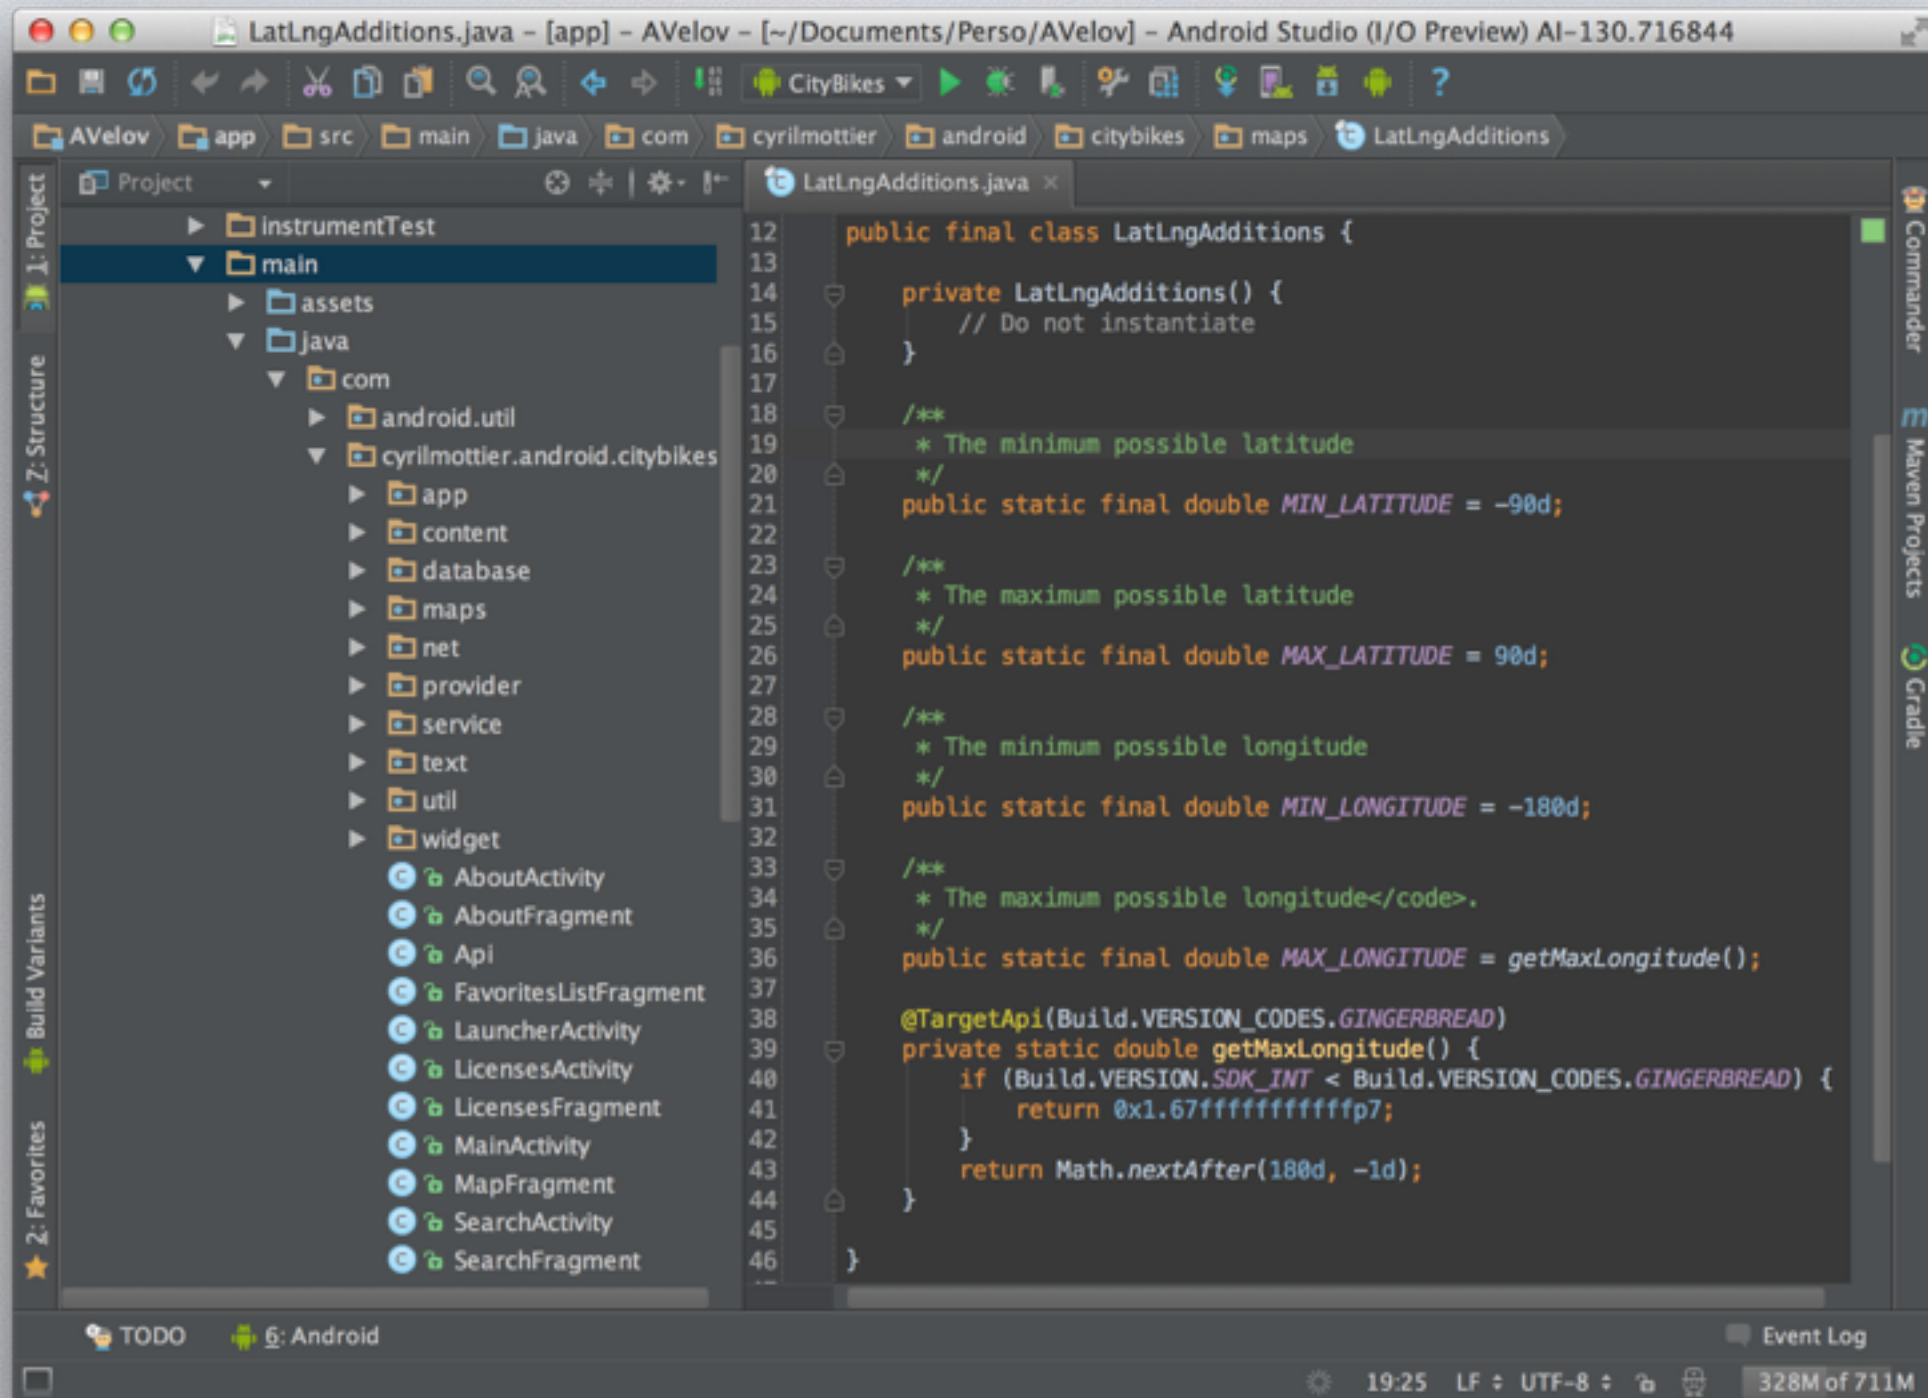 LatLngAdditions.java – [app] – AVelov – [~/Documents/Perso/AVelov] – Android Studio (I/O Preview) AI-130.716844
CityBikes
?
AVelov app src main java com cyrilmottier android citybikes maps LatLngAdditions
1: Project
Z: Structure
Build Variants
2: Favorites
Project
instrumentTest
main
assets
java
com
android.util
cyrilmottier.android.citybikes
app
content
database
maps
net
provider
service
text
util
widget
AboutActivity
AboutFragment
Api
FavoritesListFragment
LauncherActivity
LicensesActivity
LicensesFragment
MainActivity
MapFragment
SearchActivity
SearchFragment
LatLngAdditions.java
12 public final class LatLngAdditions {
13
14     private LatLngAdditions() {
15         // Do not instantiate
16     }
17
18     /**
19      * The minimum possible latitude
20      */
21     public static final double MIN_LATITUDE = -90d;
22
23     /**
24      * The maximum possible latitude
25      */
26     public static final double MAX_LATITUDE = 90d;
27
28     /**
29      * The minimum possible longitude
30      */
31     public static final double MIN_LONGITUDE = -180d;
32
33     /**
34      * The maximum possible longitude</code>.
35      */
36     public static final double MAX_LONGITUDE = getMaxLongitude();
37
38     @TargetApi(Build.VERSION_CODES.GINGERBREAD)
39     private static double getMaxLongitude() {
40         if (Build.VERSION.SDK_INT < Build.VERSION_CODES.GINGERBREAD) {
41             return 0x1.67fffffffffffp7;
42         }
43         return Math.nextAfter(180d, -1d);
44     }
45
46 }
Commander
Maven Projects
Gradle
TODO
6: Android
Event Log
19:25 LF UTF-8 328M of 711M